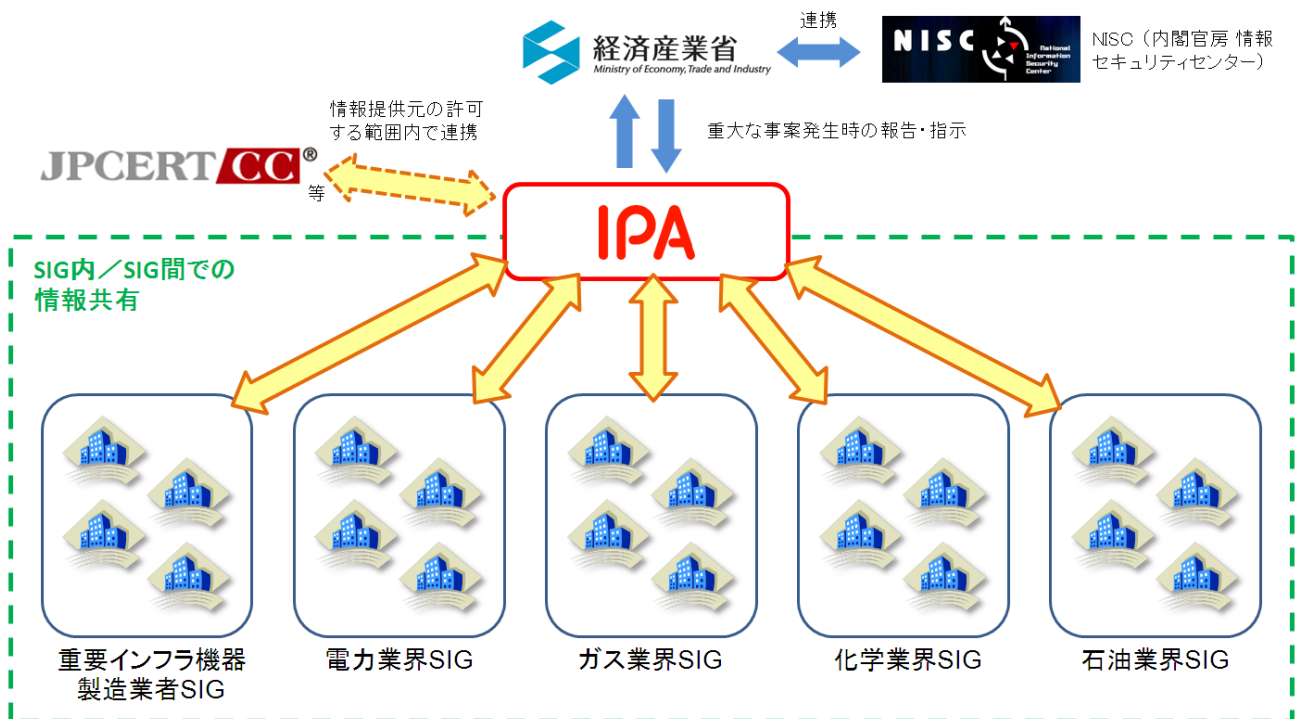 連携
経済産業省
Ministry of Economy, Trade and Industry
NISC
National
Information
Security
Center
NISC（内閣官房 情報
セキュリティセンター）
情報提供元の許可
する範囲内で連携
重大な事案発生時の報告・指示
JPCERT CC®
等
IPA
SIG内／SIG間での
情報共有
重要インフラ機器
製造業者SIG
電力業界SIG
ガス業界SIG
化学業界SIG
石油業界SIG